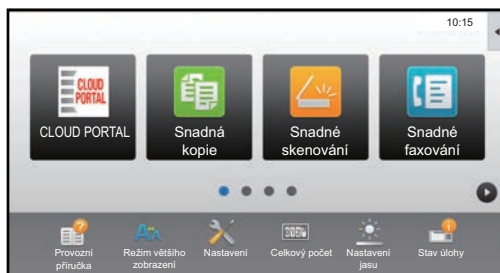 10:15
CLOUD
PORTAL
CLOUD PORTAL
Snadná
kopie
Snadné
skenování
Snadné
faxování
Provozní
příručka
Režim většího
zobrazení
Nastavení
Celkový počet
Nastavení
jasu
Stav úlohy